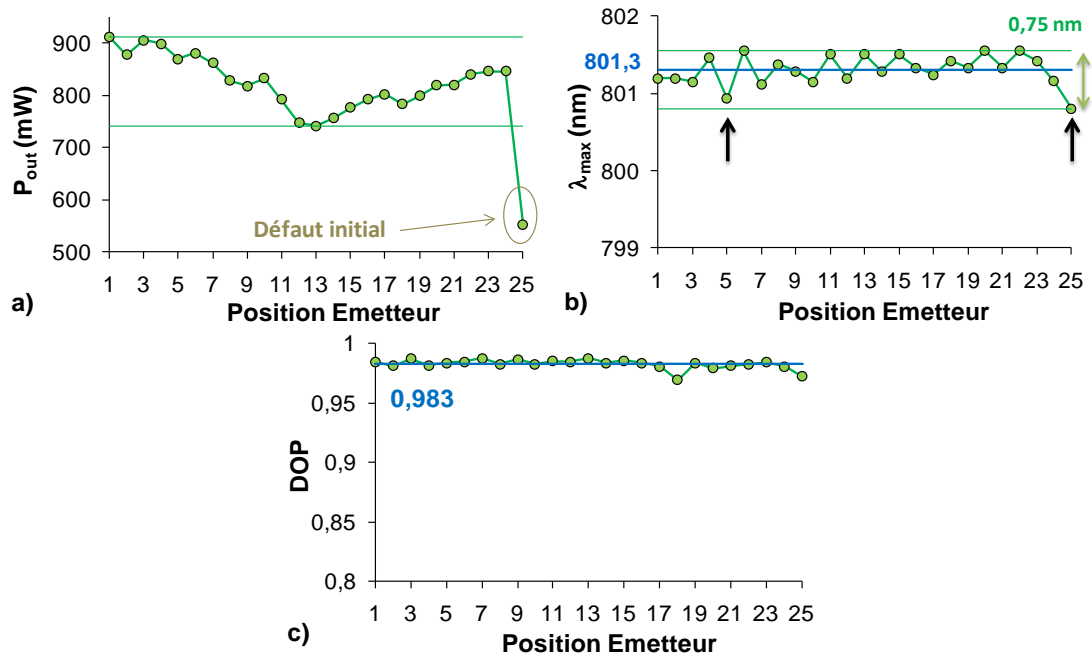 P_out (mW)
900
800
700
600
500
Défaut initial
1 3 5 7 9 11 13 15 17 19 21 23 25
Position Emetteur
a)
λ_max (nm)
802
801
800
799
801,3
0,75 nm
1 3 5 7 9 11 13 15 17 19 21 23 25
Position Emetteur
b)
DOP
1
0,95
0,9
0,85
0,8
0,983
1 3 5 7 9 11 13 15 17 19 21 23 25
Position Emetteur
c)